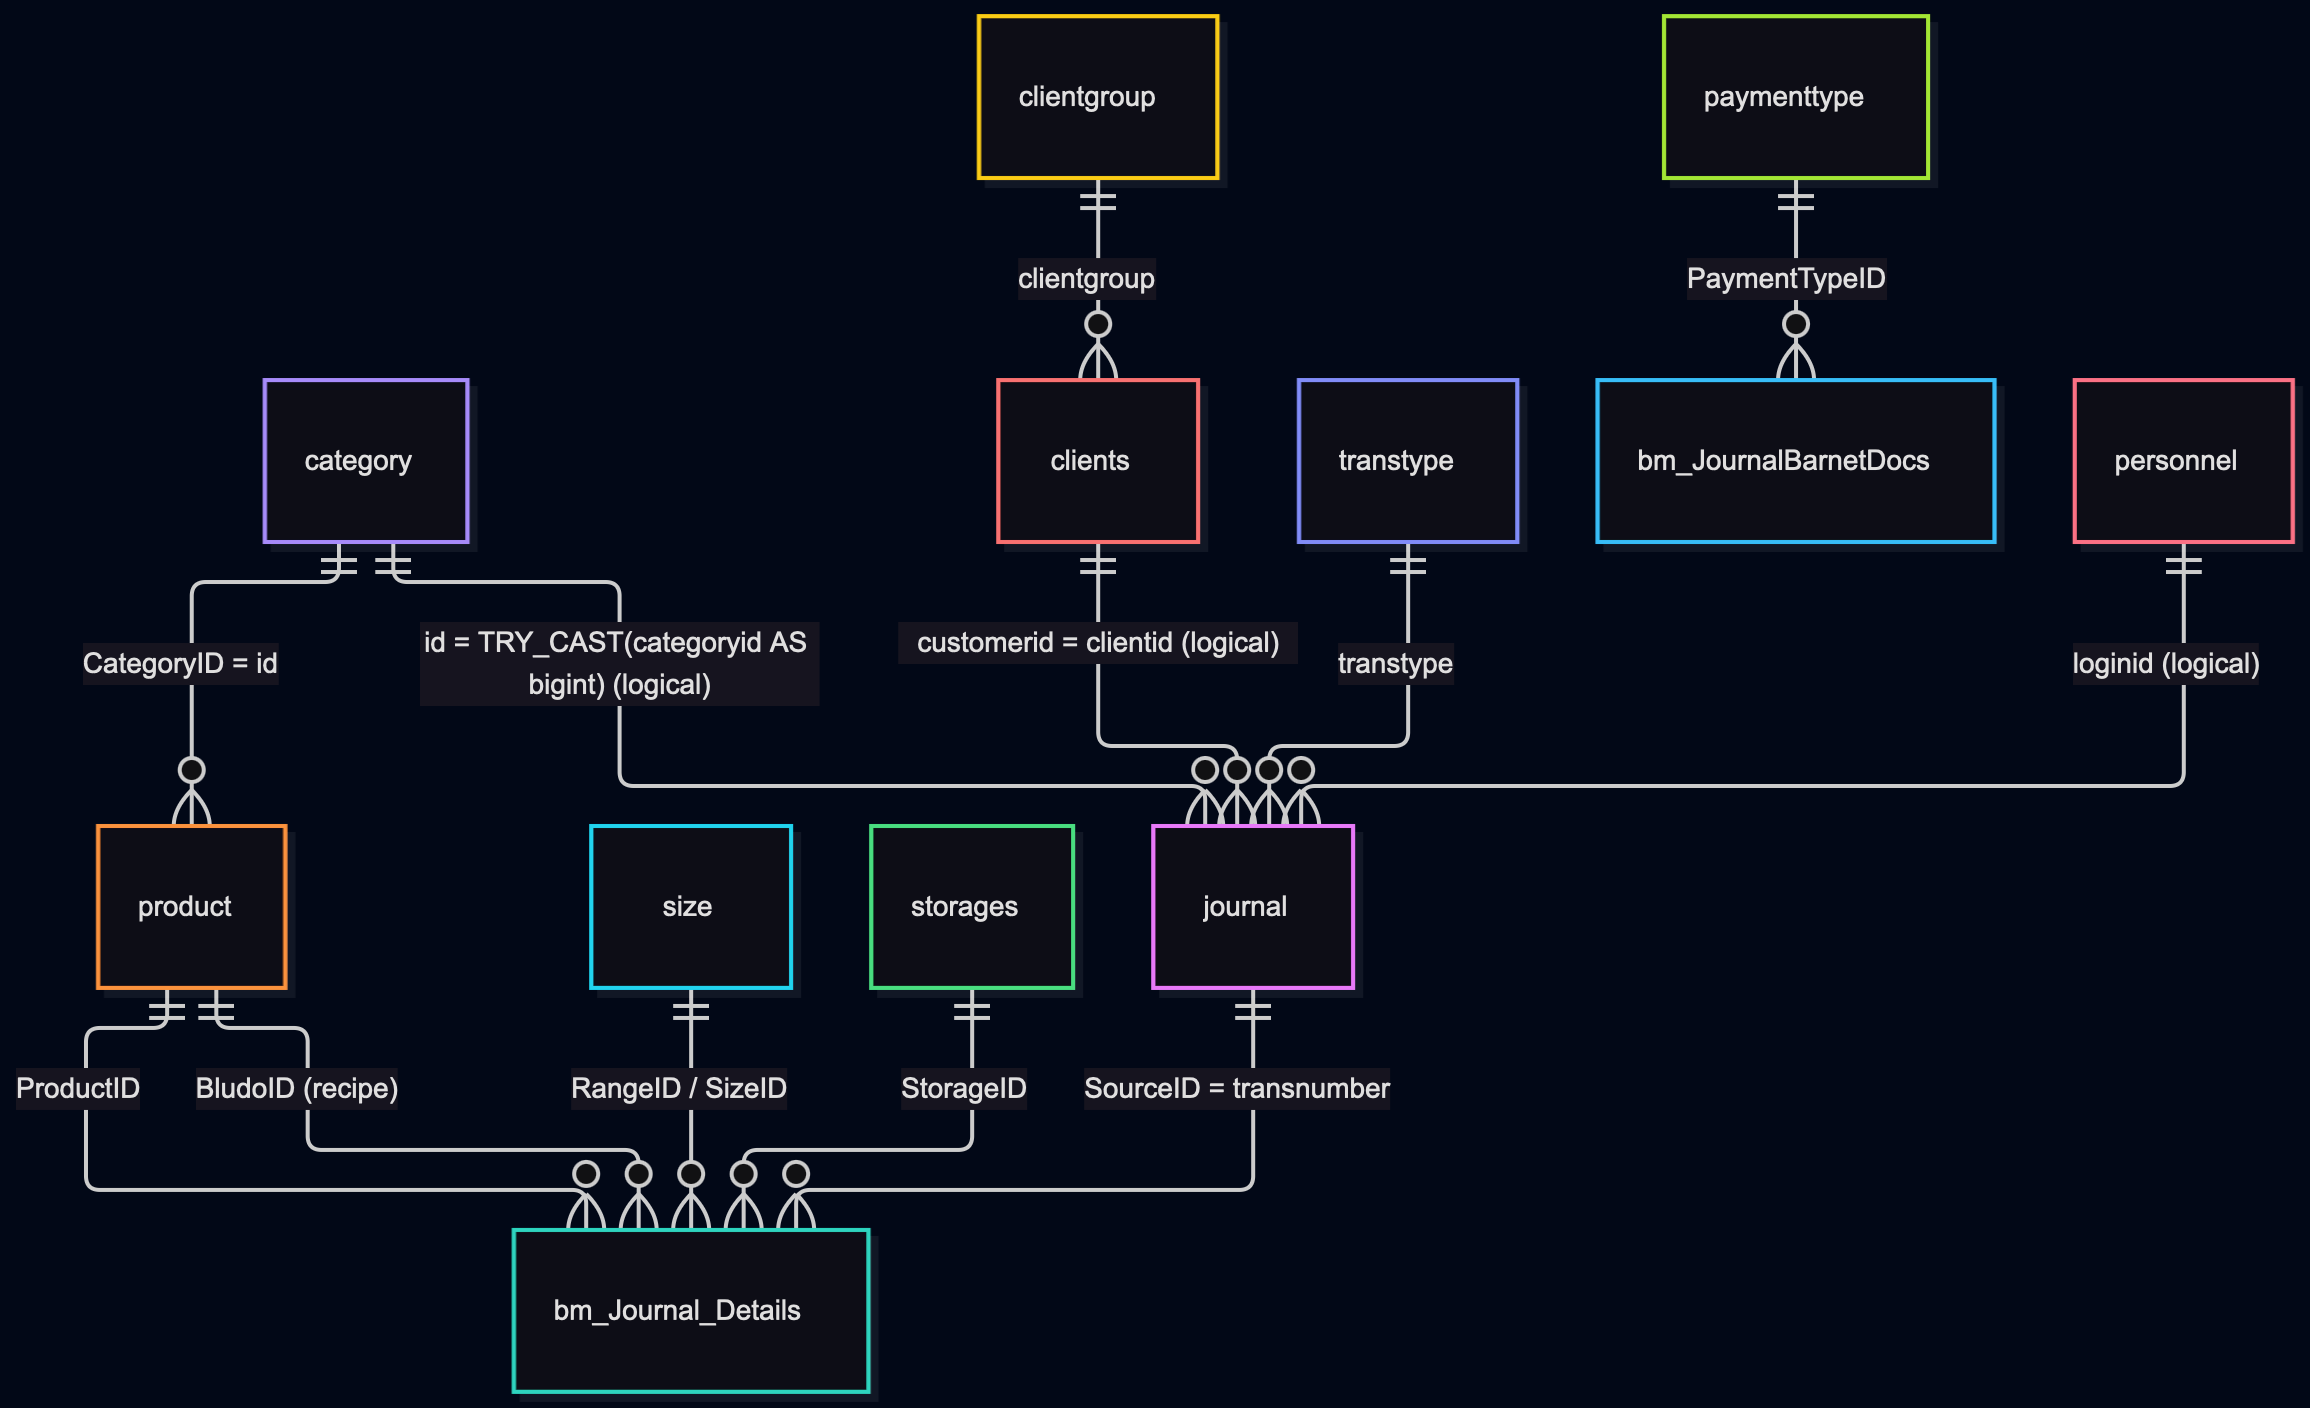 clientgroup
paymenttype
clientgroup
PaymentTypeID
category
clients
transtype
bm_JournalBarnetDocs
personnel
CategoryID = id
id = TRY_CAST(categoryid AS
bigint) (logical)
customerid = clientid (logical)
transtype
loginid (logical)
product
size
storages
journal
ProductID
BludoID (recipe)
RangeID / SizeID
StorageID
SourceID = transnumber
bm_Journal_Details